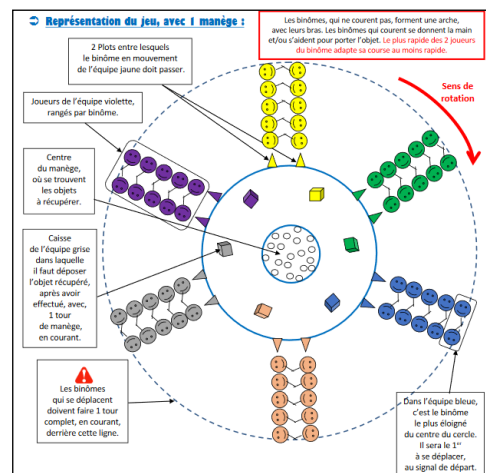 ➲ Représentation du jeu, avec 1 manège :
Les binômes, qui ne courent pas, forment une arche,
avec leurs bras. Les binômes qui courent se donnent la main
et/ou s’aident pour porter l’objet. Le plus rapide des 2 joueurs
du binôme adapte sa course au moins rapide.
2 Plots entre lesquels
le binôme en mouvement
de l’équipe jaune doit passer.
Sens de
rotation
Joueurs de l’équipe violette,
rangés par binôme.
Centre
du manège,
où se trouvent
les objets
à récupérer.
Caisse
de l’équipe grise
dans laquelle
il faut déposer
l’objet récupéré,
après avoir
effectué, avec,
1 tour
de manège,
en courant.
Les binômes
qui se déplacent
doivent faire 1 tour
complet, en courant,
derrière cette ligne.
Dans l’équipe bleue,
c’est le binôme
le plus éloigné
du centre du cercle.
Il sera le 1er
à se déplacer,
au signal de départ.